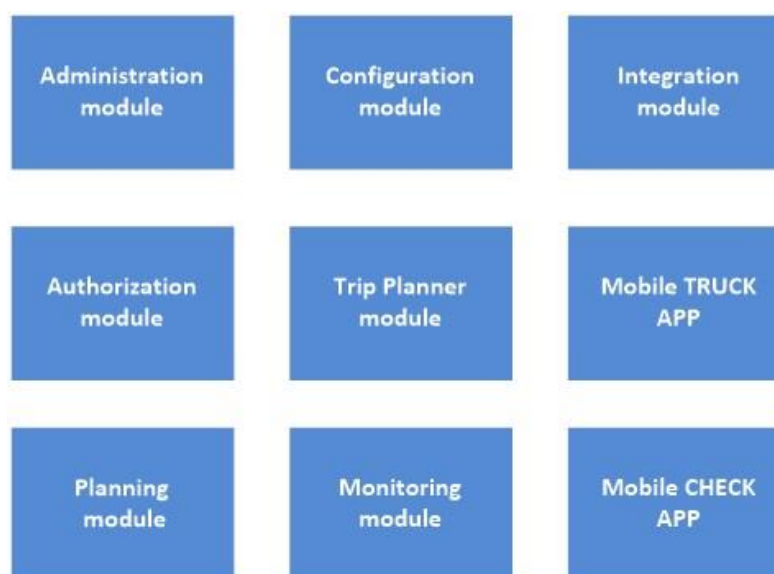 Administration
module
Configuration
module
Integration
module
Authorization
module
Trip Planner
module
Mobile TRUCK
APP
Planning
module
Monitoring
module
Mobile CHECK
APP